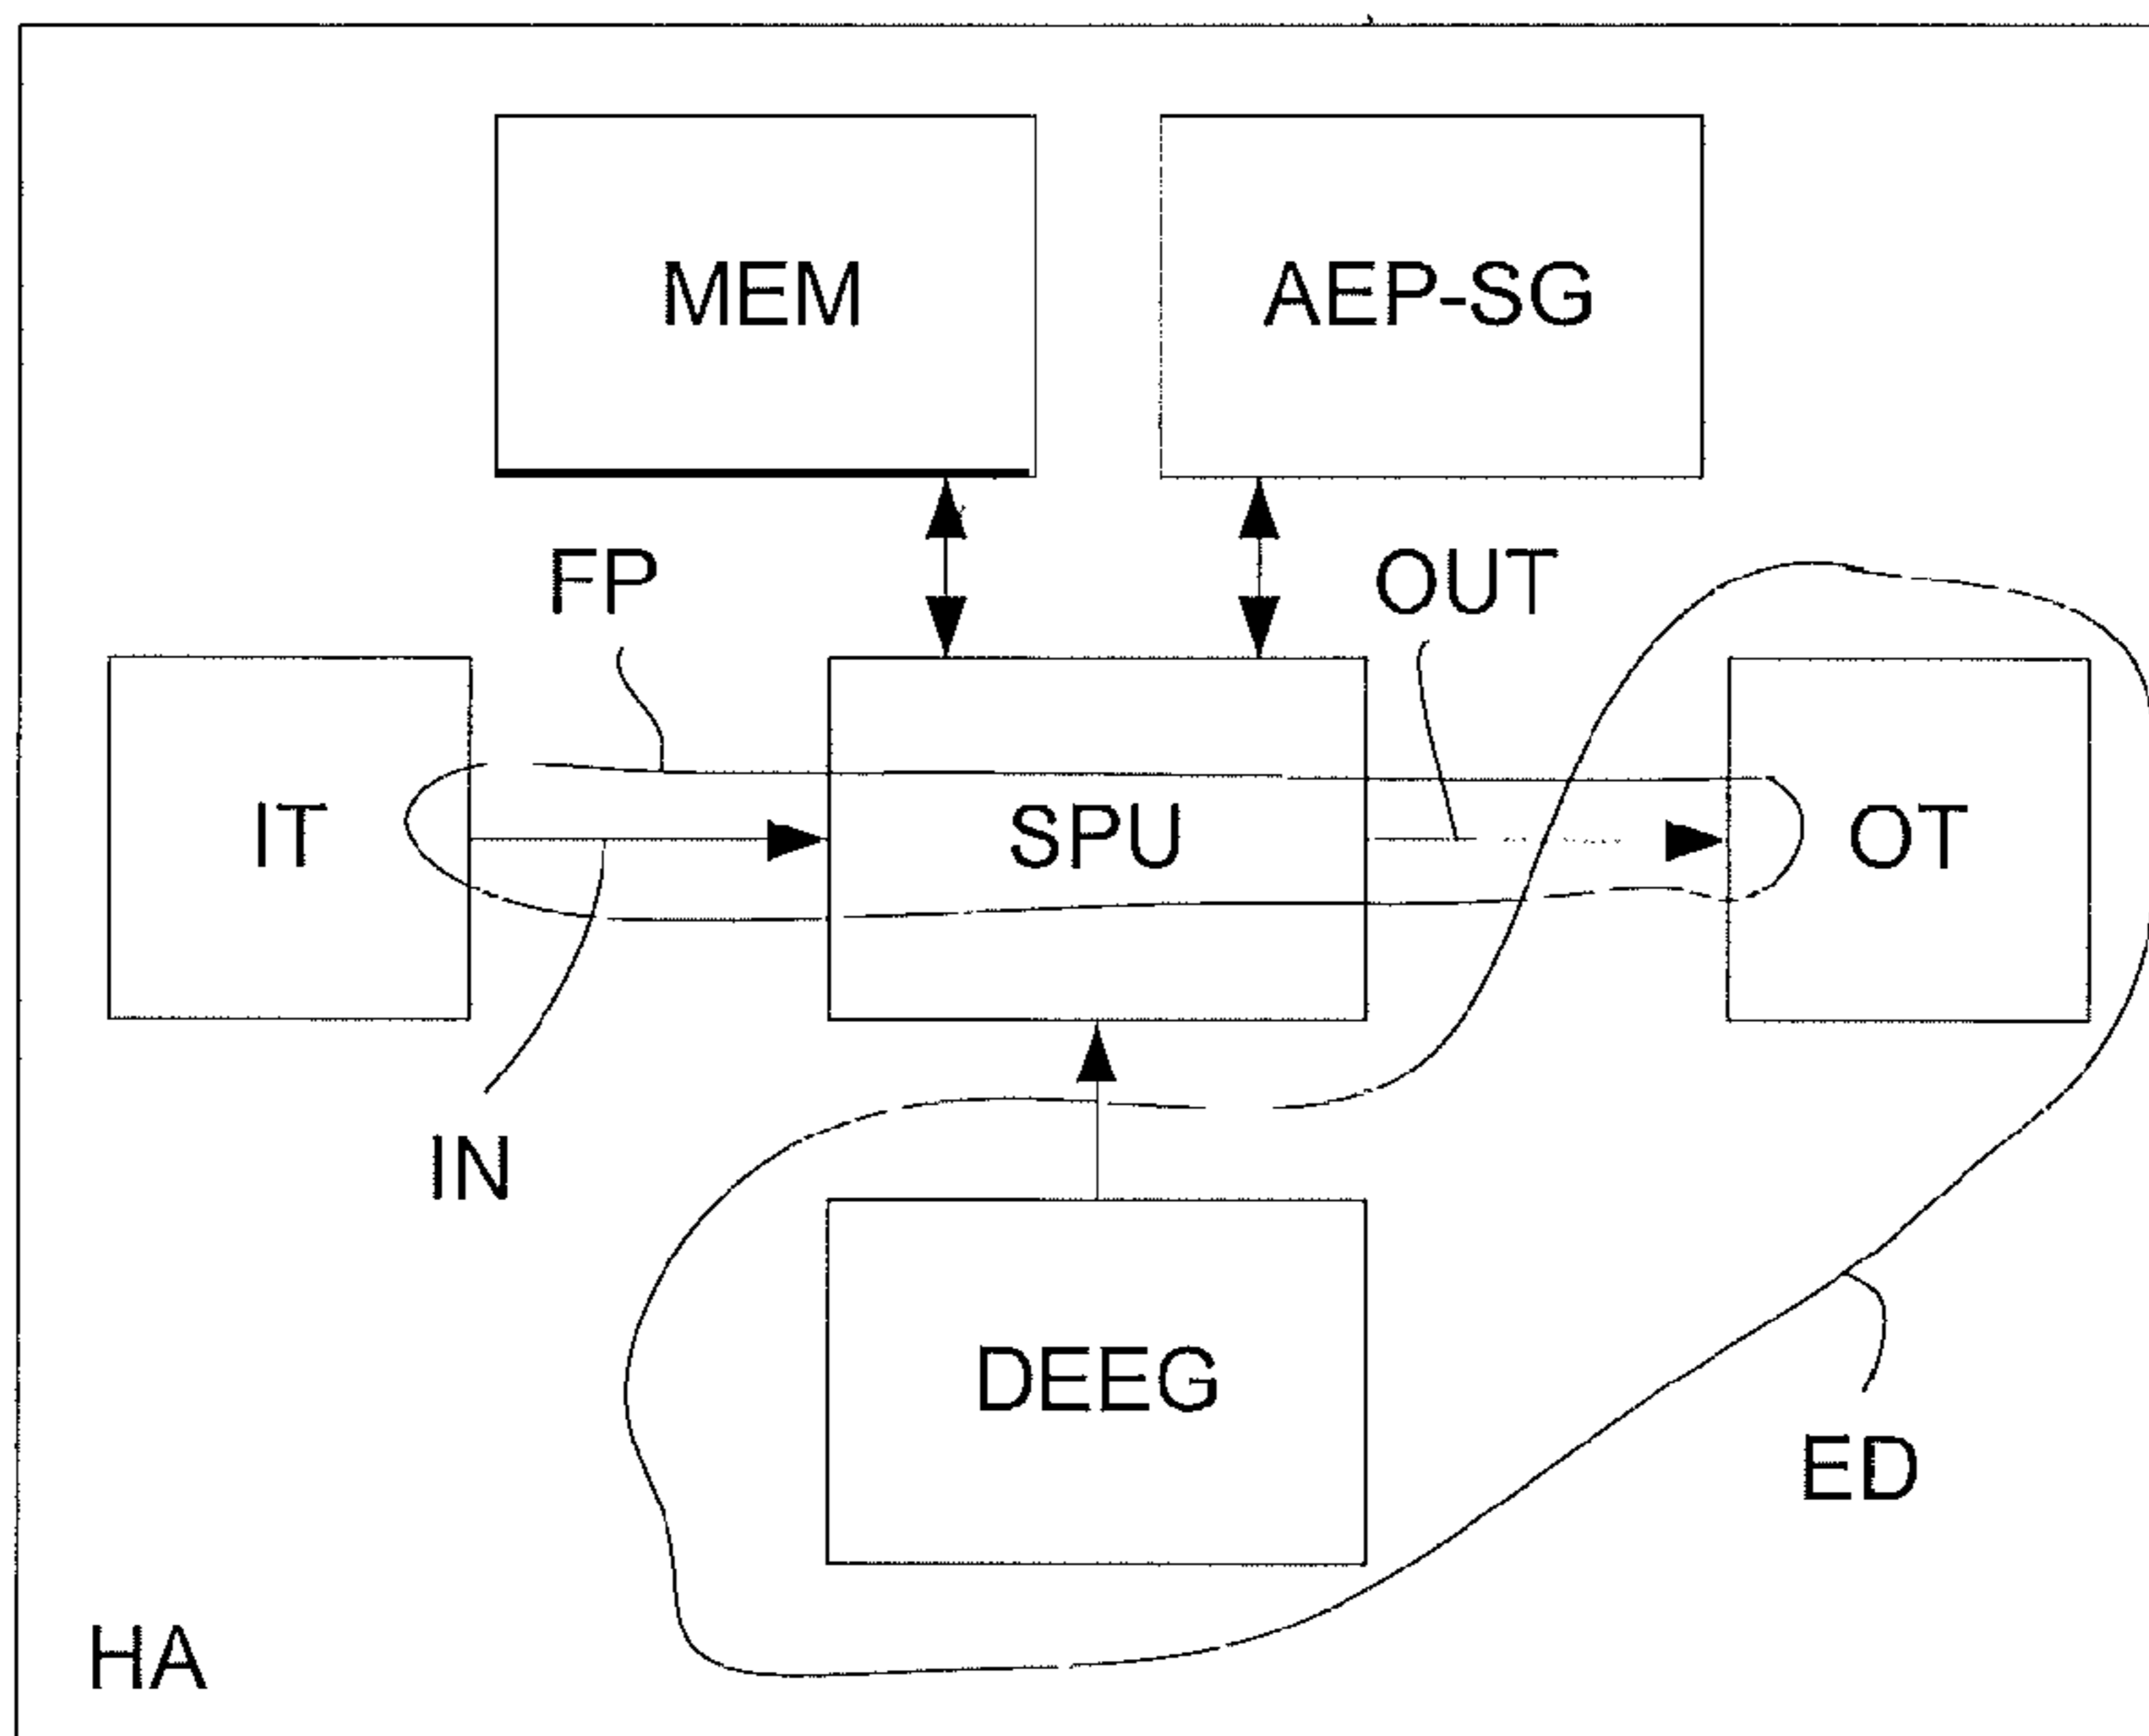 MEM
AEP-SG
FP
OUT
IT
SPU
OT
IN
DEEG
ED
HA